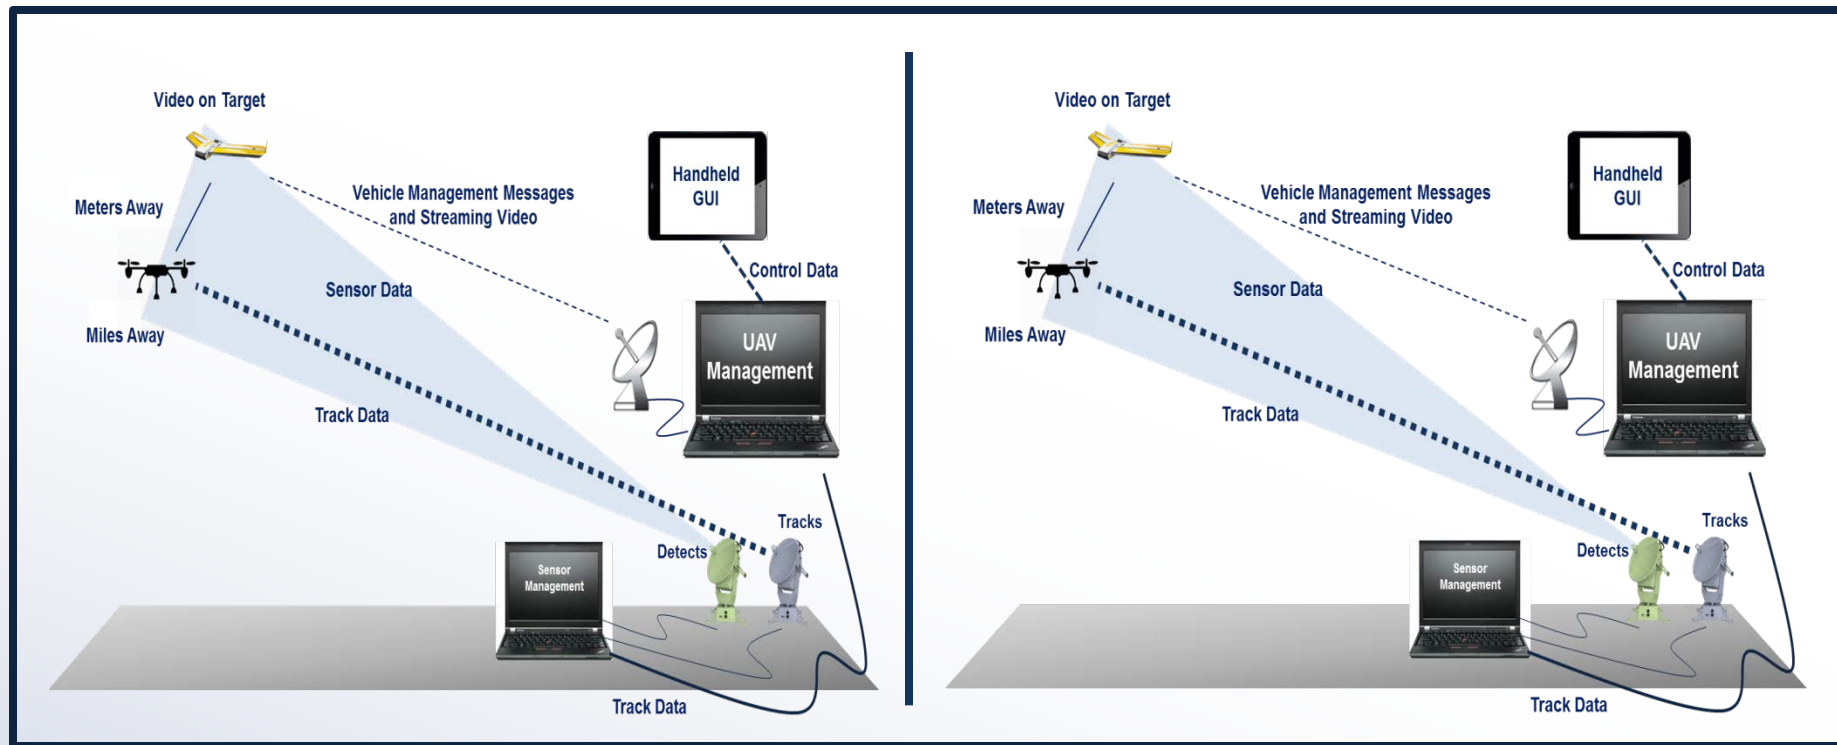 Video on Target
Handheld
GUI
Vehicle Management Messages
and Streaming Video
Meters Away
Control Data
Sensor Data
Miles Away
UAV
Management
Track Data
Tracks
Detects
Sensor
Management
Track Data
Video on Target
Handheld
GUI
Vehicle Management Messages
and Streaming Video
Meters Away
Control Data
Sensor Data
Miles Away
UAV
Management
Track Data
Tracks
Detects
Sensor
Management
Track Data